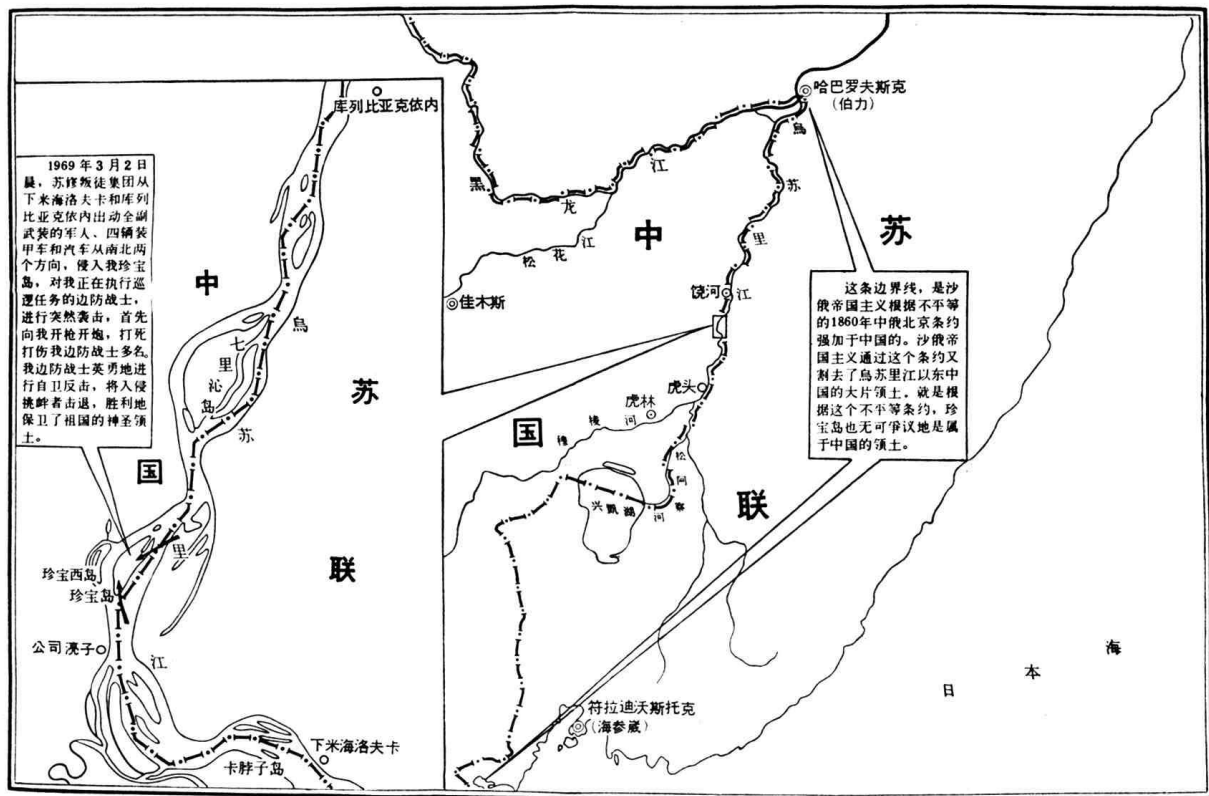 库列比亚克依内
1969年3月2日
晨，苏修叛徒集团从
下米海洛夫卡和库列
比亚克依内出动全副
武装的军人、四辆装
甲车和汽车从南北两
个方向，侵入我珍宝
岛，对我正在执行巡
逻任务的边防战士，
进行突然袭击，首先
向我开枪开炮，打死
打伤我边防战士多名。
我边防战士英勇地进
行自卫反击，将入侵
挑衅者击退，胜利地
保卫了祖国的神圣领
土。
中
国
苏
联
烏
苏
里
江
七里沁岛
珍宝西岛
珍宝岛
公司亮子
下米海洛夫卡
卡脖子岛
哈巴罗夫斯克
(伯力)
黑
龙
江
烏
苏
里
江
松花江
佳木斯
中
国
苏
联
饶河
虎头
虎林
穆棱河
松阿察河
兴凯湖
这条边界线，是沙
俄帝国主义根据不平等
的1860年中俄北京条约
强加于中国的。沙俄帝
国主义通过这个条约又
割去了烏苏里江以东中
国的大片领土。就是根
据这个不平等条约，珍
宝岛也无可爭议地是属
于中国的领土。
符拉迪沃斯托克
(海参崴)
日本海